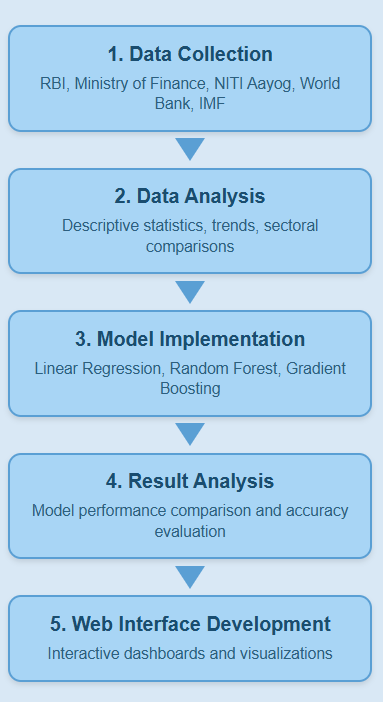 1. Data Collection
RBI, Ministry of Finance, NITI Aayog, World
Bank, IMF
2. Data Analysis
Descriptive statistics, trends, sectoral
comparisons
3. Model Implementation
Linear Regression, Random Forest, Gradient
Boosting
4. Result Analysis
Model performance comparison and accuracy
evaluation
5. Web Interface Development
Interactive dashboards and visualizations